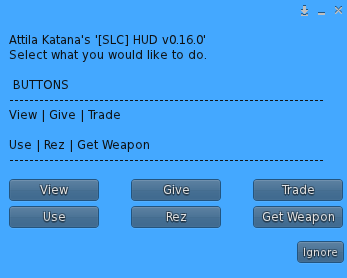 Attila Katana's '[SLC] HUD v0.16.0'
Select what you would like to do.
BUTTONS
---------------------------------------------------------------
View | Give | Trade
Use | Rez | Get Weapon
---------------------------------------------------------------
View Give Trade
Use Rez Get Weapon
Ignore